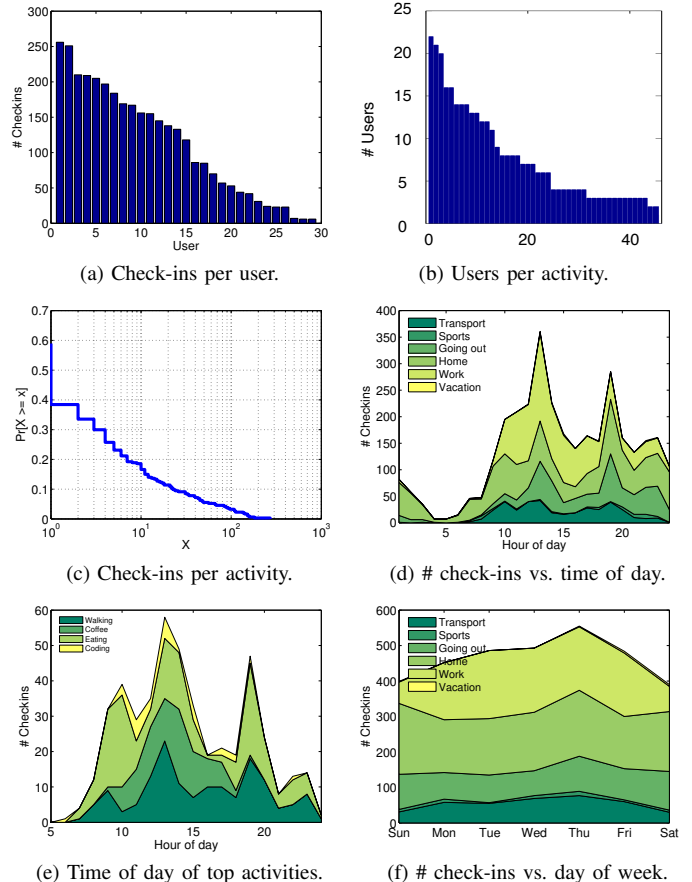 300
250
200
150
100
50
0
# Checkins
0 5 10 15 20 25 30
User
(a) Check-ins per user.
25
20
15
10
5
0
# Users
0 20 40
(b) Users per activity.
0.7
0.6
0.5
0.4
0.3
0.2
0.1
0
Pr[X >= x]
10^0 10^1 10^2 10^3
X
(c) Check-ins per activity.
400
350
300
250
200
150
100
50
0
# Checkins
Transport
Sports
Going out
Home
Work
Vacation
5 10 15 20
Hour of day
(d) # check-ins vs. time of day.
60
50
40
30
20
10
0
# Checkins
Walking
Coffee
Eating
Coding
5 10 15 20
Hour of day
(e) Time of day of top activities.
600
500
400
300
200
100
0
# Checkins
Transport
Sports
Going out
Home
Work
Vacation
Sun Mon Tue Wed Thu Fri Sat
(f) # check-ins vs. day of week.